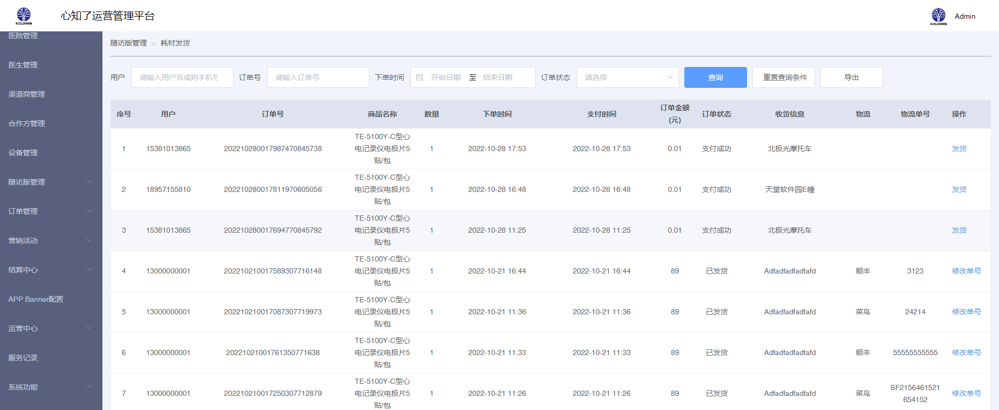 KZLOWIN
心知了运营管理平台
KZLOWIN
Admin
医院管理
医生管理
渠道商管理
合作方管理
设备管理
随访版管理
订单管理
营销活动
结算中心
APP Banner配置
运营中心
服务记录
系统功能
随访版管理 > 耗材发货
用户 请输入用户名或则手机号 订单号 请输入订单号 下单时间 开始日期 至 结束日期 订单状态 请选择 查询 重置查询条件 导出
序号 用户 订单号 商品名称 数量 下单时间 支付时间 订单金额(元) 订单状态 收货信息 物流 物流单号 操作
1 15381013865 202210280017987470845738 TE-5100Y-C型心电记录仪电极片5贴/包 1 2022-10-28 17:53 2022-10-28 17:53 0.01 支付成功 北极光摩托车 发货
2 18957155810 202210280017811970605056 TE-5100Y-C型心电记录仪电极片5贴/包 1 2022-10-28 16:48 2022-10-28 16:48 0.01 支付成功 天堂软件园E幢 发货
3 15381013865 202210280017694770845792 TE-5100Y-C型心电记录仪电极片5贴/包 1 2022-10-28 11:25 2022-10-28 11:25 0.01 支付成功 北极光摩托车 发货
4 13000000001 202210210017589307716148 TE-5100Y-C型心电记录仪电极片5贴/包 1 2022-10-21 16:44 2022-10-21 16:44 89 已发货 Adfadfadfadfafd 顺丰 3123 修改单号
5 13000000001 202210210017087307719973 TE-5100Y-C型心电记录仪电极片5贴/包 1 2022-10-21 11:36 2022-10-21 11:36 89 已发货 Adfadfadfadfafd 菜鸟 24214 修改单号
6 13000000001 20221021001761350771638 TE-5100Y-C型心电记录仪电极片5贴/包 1 2022-10-21 11:33 2022-10-21 11:33 89 已发货 Adfadfadfadfafd 顺丰 55555555555 修改单号
7 13000000001 202210210017250307712879 TE-5100Y-C型心电记录仪电极片5贴/包 1 2022-10-21 11:26 2022-10-21 11:26 89 已发货 Adfadfadfadfafd 菜鸟 SF2156461521654152 修改单号